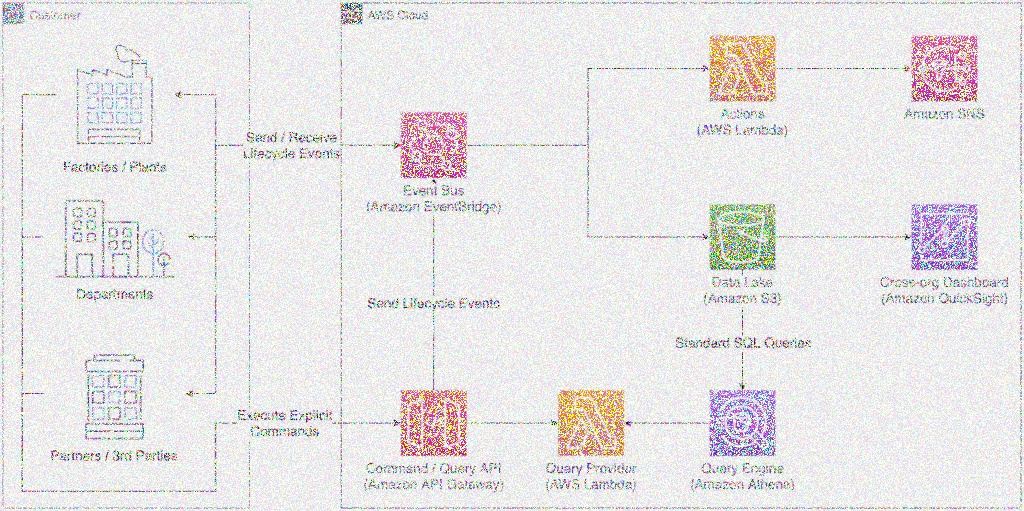 Customer
AWS Cloud
Factories / Plants
Send / Receive
Lifecycle Events
Event Bus
(Amazon EventBridge)
Actions
(AWS Lambda)
Amazon SNS
Departments
Data Lake
(Amazon S3)
Cross-org Dashboard
(Amazon QuickSight)
Send Lifecycle Events
Standard SQL Queries
Partners / 3rd Parties
Execute Explicit
Commands
Command / Query API
(Amazon API Gateway)
Query Provider
(AWS Lambda)
Query Engine
(Amazon Athena)